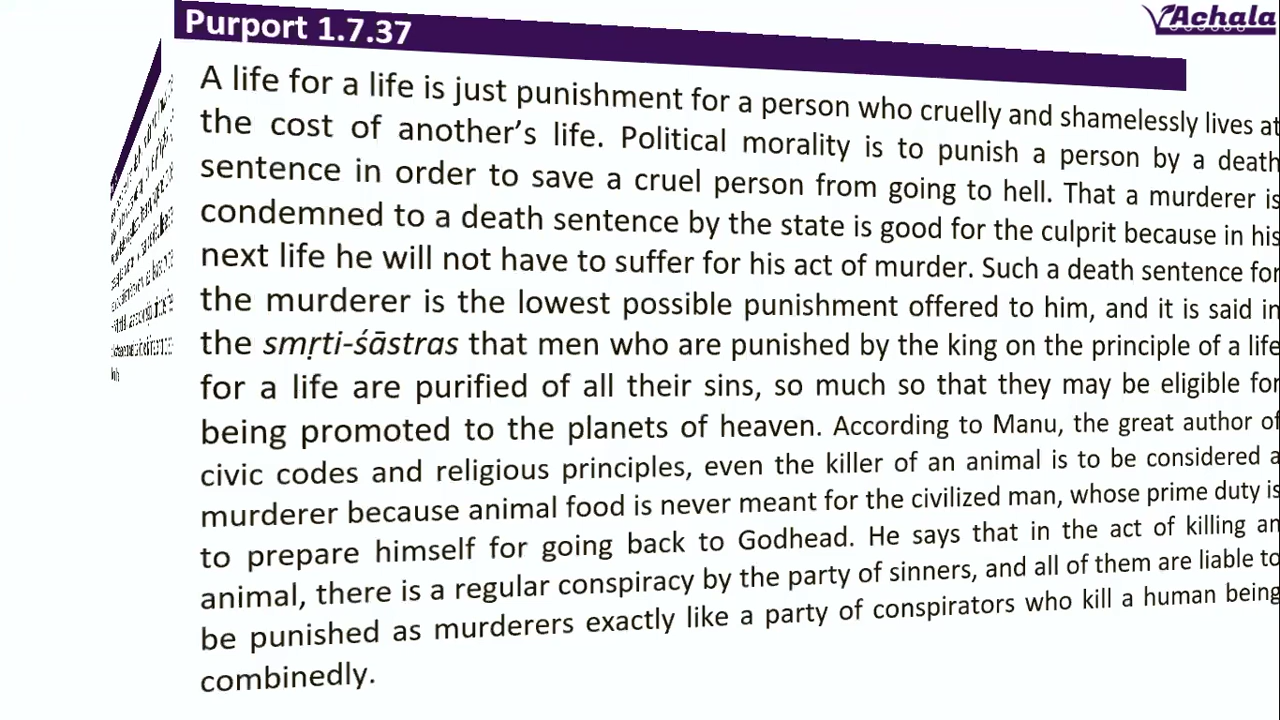 Purport 1.7.37
Achala
A life for a life is just punishment for a person who cruelly and shamelessly lives at
the cost of another’s life. Political morality is to punish a person by a death
sentence in order to save a cruel person from going to hell. That a murderer is
condemned to a death sentence by the state is good for the culprit because in his
next life he will not have to suffer for his act of murder. Such a death sentence for
the murderer is the lowest possible punishment offered to him, and it is said in
the smṛti-śāstras that men who are punished by the king on the principle of a life
for a life are purified of all their sins, so much so that they may be eligible for
being promoted to the planets of heaven. According to Manu, the great author of
civic codes and religious principles, even the killer of an animal is to be considered a
murderer because animal food is never meant for the civilized man, whose prime duty is
to prepare himself for going back to Godhead. He says that in the act of killing an
animal, there is a regular conspiracy by the party of sinners, and all of them are liable to
be punished as murderers exactly like a party of conspirators who kill a human being
combinedly.